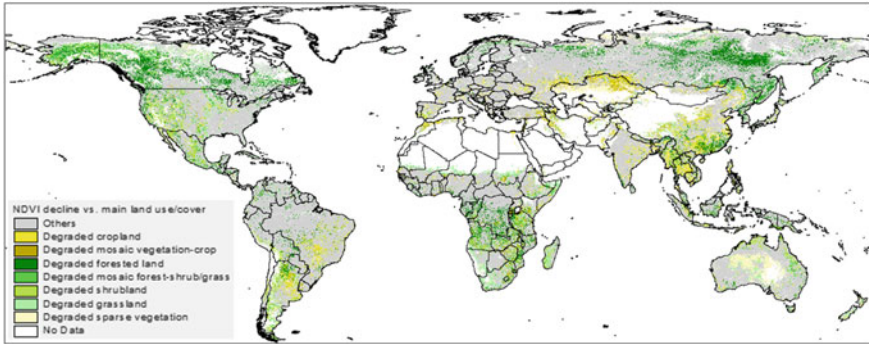 NDVI decline vs. main land use/cover
Others
Degraded cropland
Degraded mosaic vegetation-crop
Degraded forested land
Degraded mosaic forest-shrub/grass
Degraded shrubland
Degraded grassland
Degraded sparse vegetation
No Data